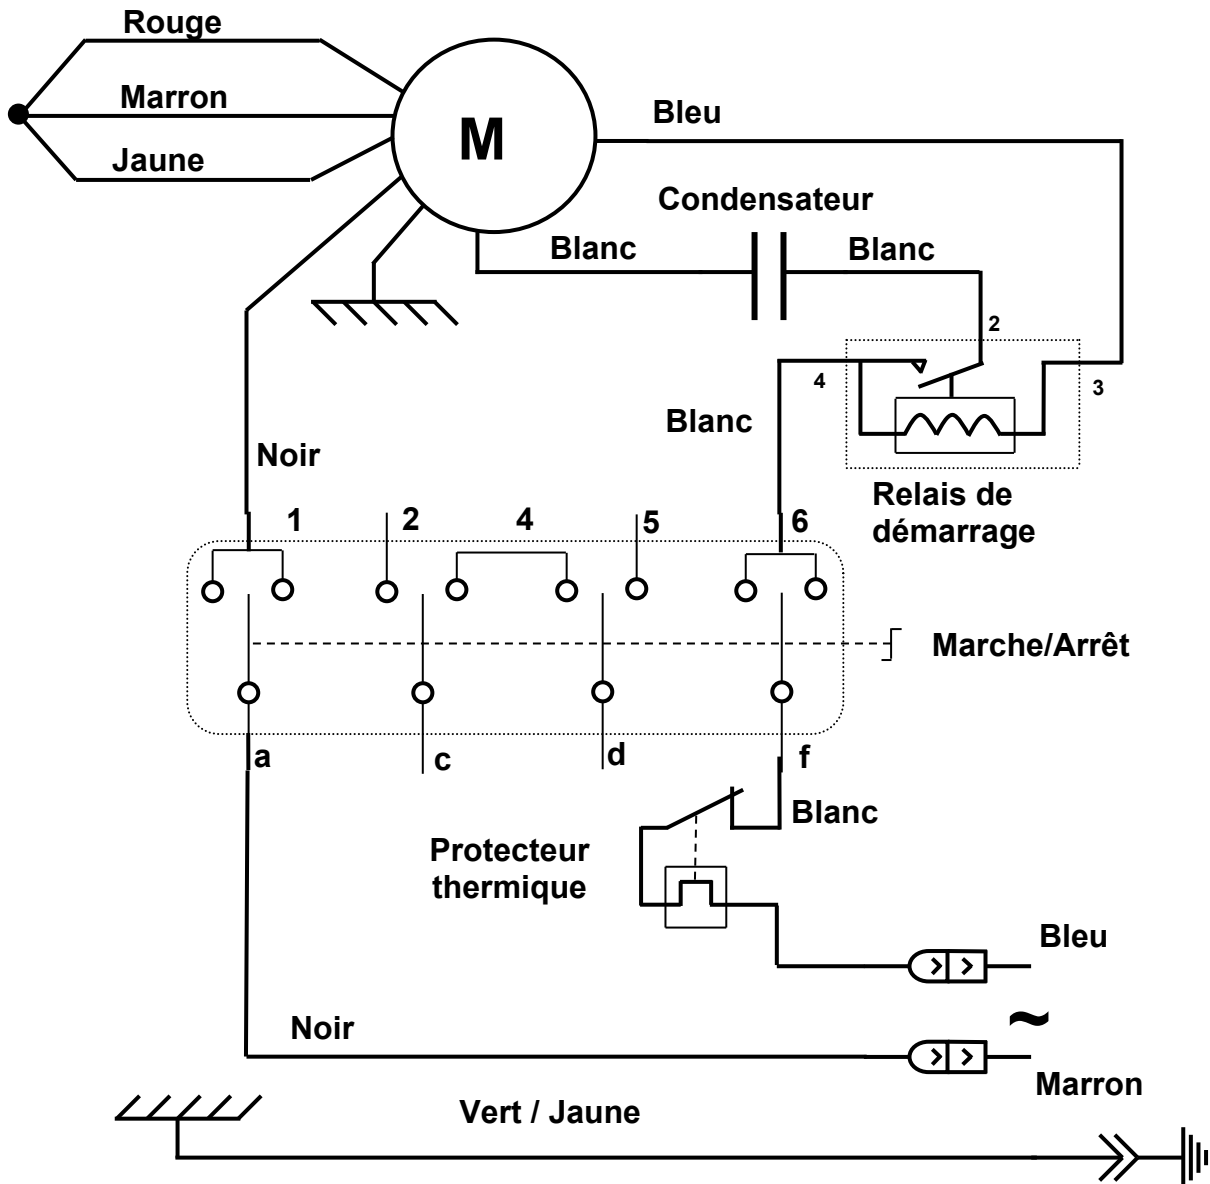 Rouge
Marron
Jaune
M
Bleu
Condensateur
Blanc
Blanc
2
4
3
Blanc
Noir
Relais de
démarrage
1
2
4
5
6
Marche/Arrêt
a
c
d
f
Blanc
Protecteur
thermique
Bleu
~
Noir
Marron
Vert / Jaune